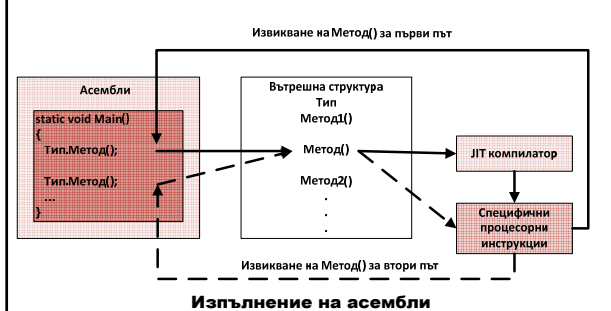 Извикване на Метод() за първи път
Асембли
static void Main()
{
Тип.Метод();
Тип.Метод();
...
}
Вътрешна структура
Тип
Метод1()
Метод()
Метод2()
.
.
.
JIT компилатор
Специфични
процесорни
инструкции
Извикване на Метод() за втори път
Изпълнение на асембли